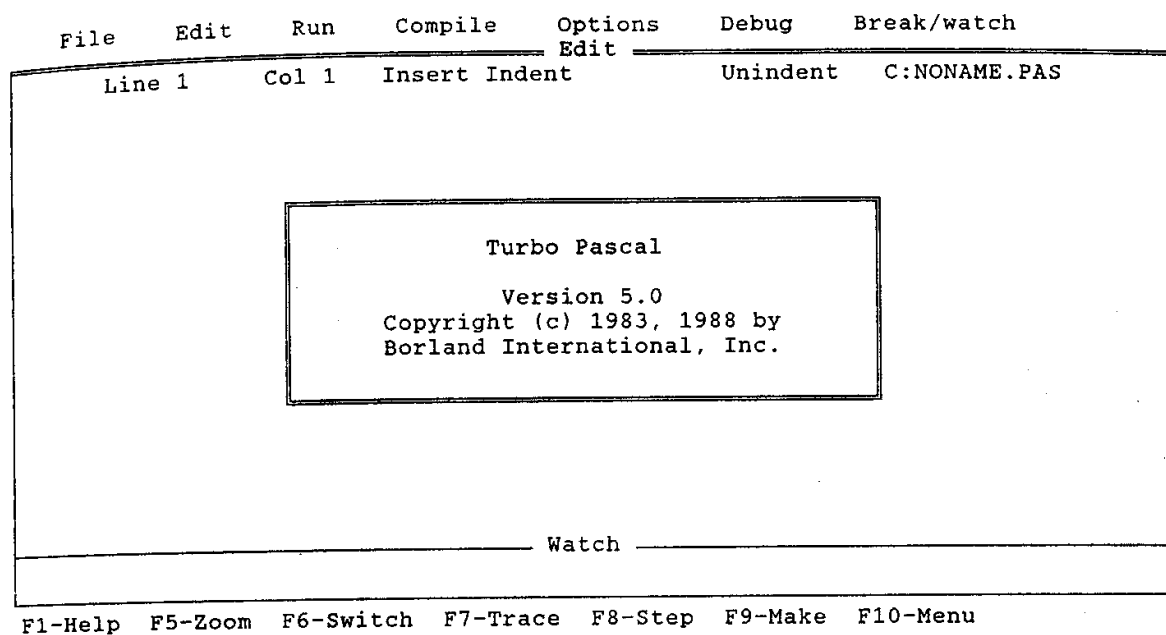 File Edit Run Compile Options Debug Break/watch
Edit
Line 1 Col 1 Insert Indent Unindent C:NONAME.PAS
Turbo Pascal
Version 5.0
Copyright (c) 1983, 1988 by
Borland International, Inc.
Watch
F1-Help F5-Zoom F6-Switch F7-Trace F8-Step F9-Make F10-Menu